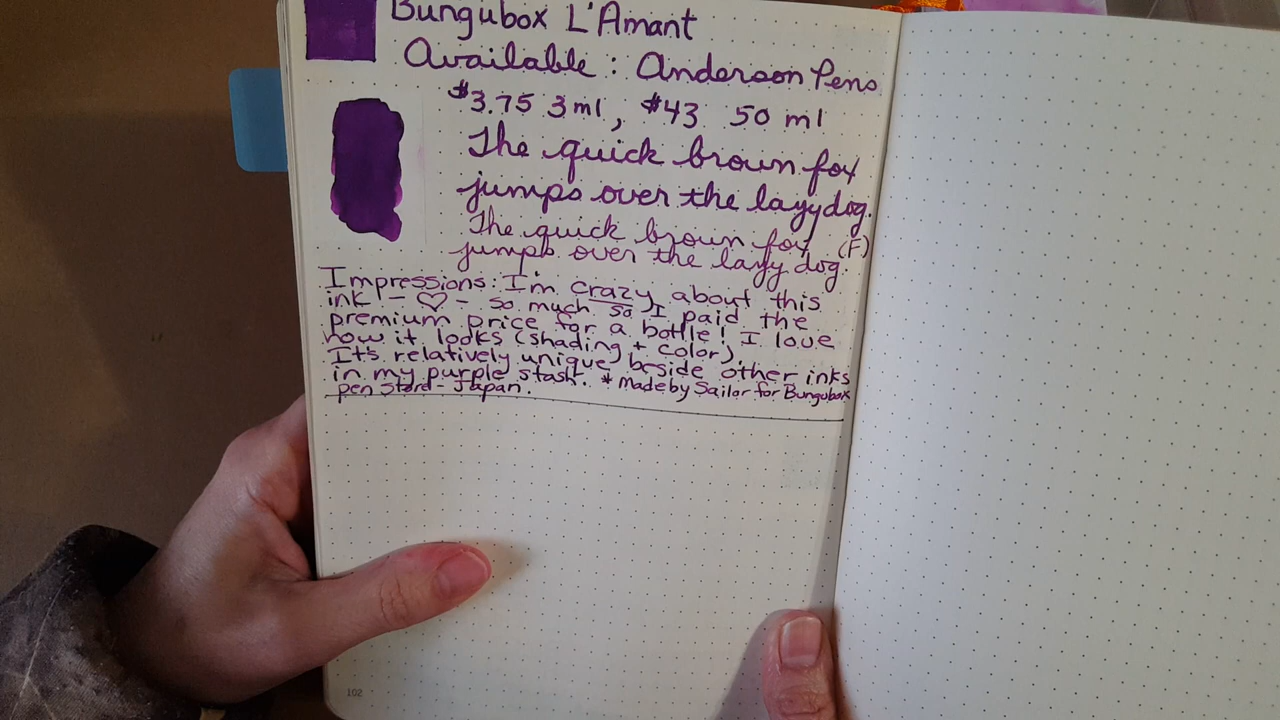 Bungubox L'Amant
Available: Anderson Pens
$3.75 3ml, $43 50 ml
The quick brown fox
jumps over the lazy dog.
The quick brown fox (F)
jumps over the lazy dog.
Impressions: I'm crazy about this
ink! - ♡ - so much so I paid the
premium price for a bottle! I love
how it looks (shading + color).
It's relatively unique beside other inks
in my purple stash. * Made by Sailor for Bungubox
pen store - Japan.
102